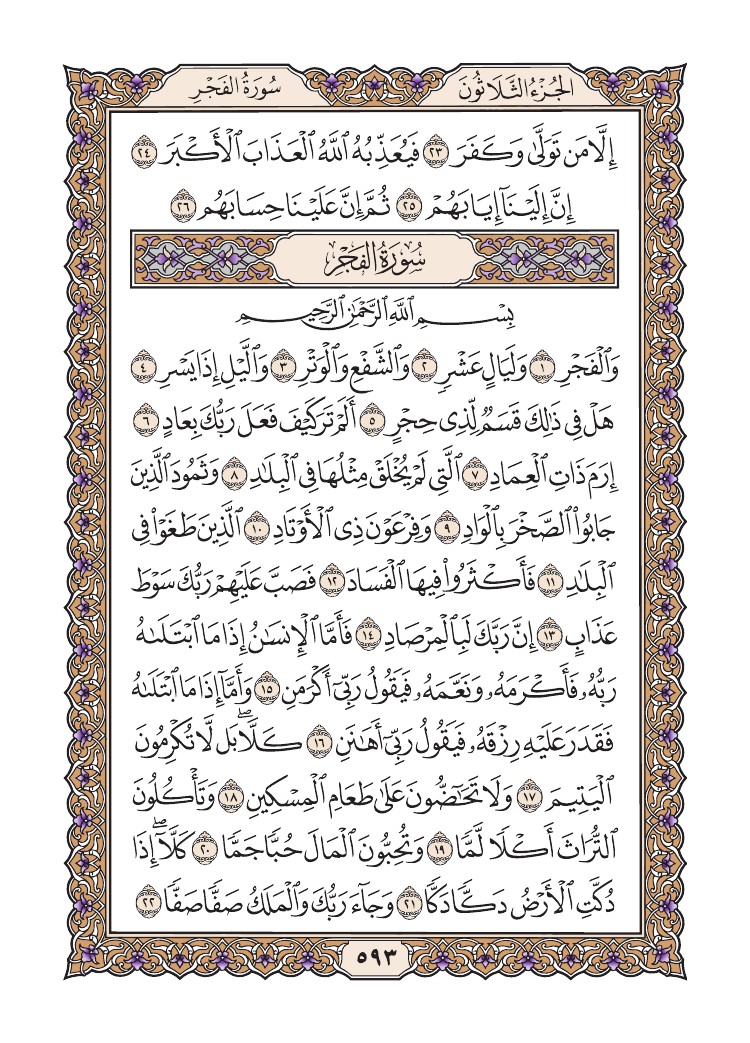 الجُزْءُ الثَّلَاثُونَ سُورَةُ الفَجْرِ
إِلَّا مَن تَوَلَّىٰ وَكَفَرَ ٢٣ فَيُعَذِّبُهُ ٱللَّهُ ٱلْعَذَابَ ٱلْأَكْبَرَ ٢٤
إِنَّ إِلَيْنَآ إِيَابَهُمْ ٢٥ ثُمَّ إِنَّ عَلَيْنَا حِسَابَهُم ٢٦
سُورَةُ الفَجْرِ
بِسْمِ ٱللَّهِ ٱلرَّحْمَٰنِ ٱلرَّحِيمِ
وَٱلْفَجْرِ ١ وَلَيَالٍ عَشْرٍ ٢ وَٱلشَّفْعِ وَٱلْوَتْرِ ٣ وَٱلَّيْلِ إِذَا يَسْرِ ٤
هَلْ فِى ذَٰلِكَ قَسَمٌ لِّذِى حِجْرٍ ٥ أَلَمْ تَرَ كَيْفَ فَعَلَ رَبُّكَ بِعَادٍ ٦
إِرَمَ ذَاتِ ٱلْعِمَادِ ٧ ٱلَّتِى لَمْ يُخْلَقْ مِثْلُهَا فِى ٱلْبِلَٰدِ ٨ وَثَمُودَ ٱلَّذِينَ
جَابُوا۟ ٱلصَّخْرَ بِٱلْوَادِ ٩ وَفِرْعَوْنَ ذِى ٱلْأَوْتَادِ ١٠ ٱلَّذِينَ طَغَوْا۟ فِى
ٱلْبِلَٰدِ ١١ فَأَكْثَرُوا۟ فِيهَا ٱلْفَسَادَ ١٢ فَصَبَّ عَلَيْهِمْ رَبُّكَ سَوْطَ
عَذَابٍ ١٣ إِنَّ رَبَّكَ لَبِٱلْمِرْصَادِ ١٤ فَأَمَّا ٱلْإِنسَٰنُ إِذَا مَا ٱبْتَلَىٰهُ
رَبُّهُۥ فَأَكْرَمَهُۥ وَنَعَّمَهُۥ فَيَقُولُ رَبِّىٓ أَكْرَمَنِ ١٥ وَأَمَّآ إِذَا مَا ٱبْتَلَىٰهُ
فَقَدَرَ عَلَيْهِ رِزْقَهُۥ فَيَقُولُ رَبِّىٓ أَهَٰنَنِ ١٦ كَلَّا ۖ بَل لَّا تُكْرِمُونَ
ٱلْيَتِيمَ ١٧ وَلَا تَحَٰٓضُّونَ عَلَىٰ طَعَامِ ٱلْمِسْكِينِ ١٨ وَتَأْكُلُونَ
ٱلتُّرَاثَ أَكْلًا لَّمًّا ١٩ وَتُحِبُّونَ ٱلْمَالَ حُبًّا جَمًّا ٢٠ كَلَّآ ۖ إِذَا
دُكَّتِ ٱلْأَرْضُ دَكًّا دَكًّا ٢١ وَجَآءَ رَبُّكَ وَٱلْمَلَكُ صَفًّا صَفًّا ٢٢
٥٩٣